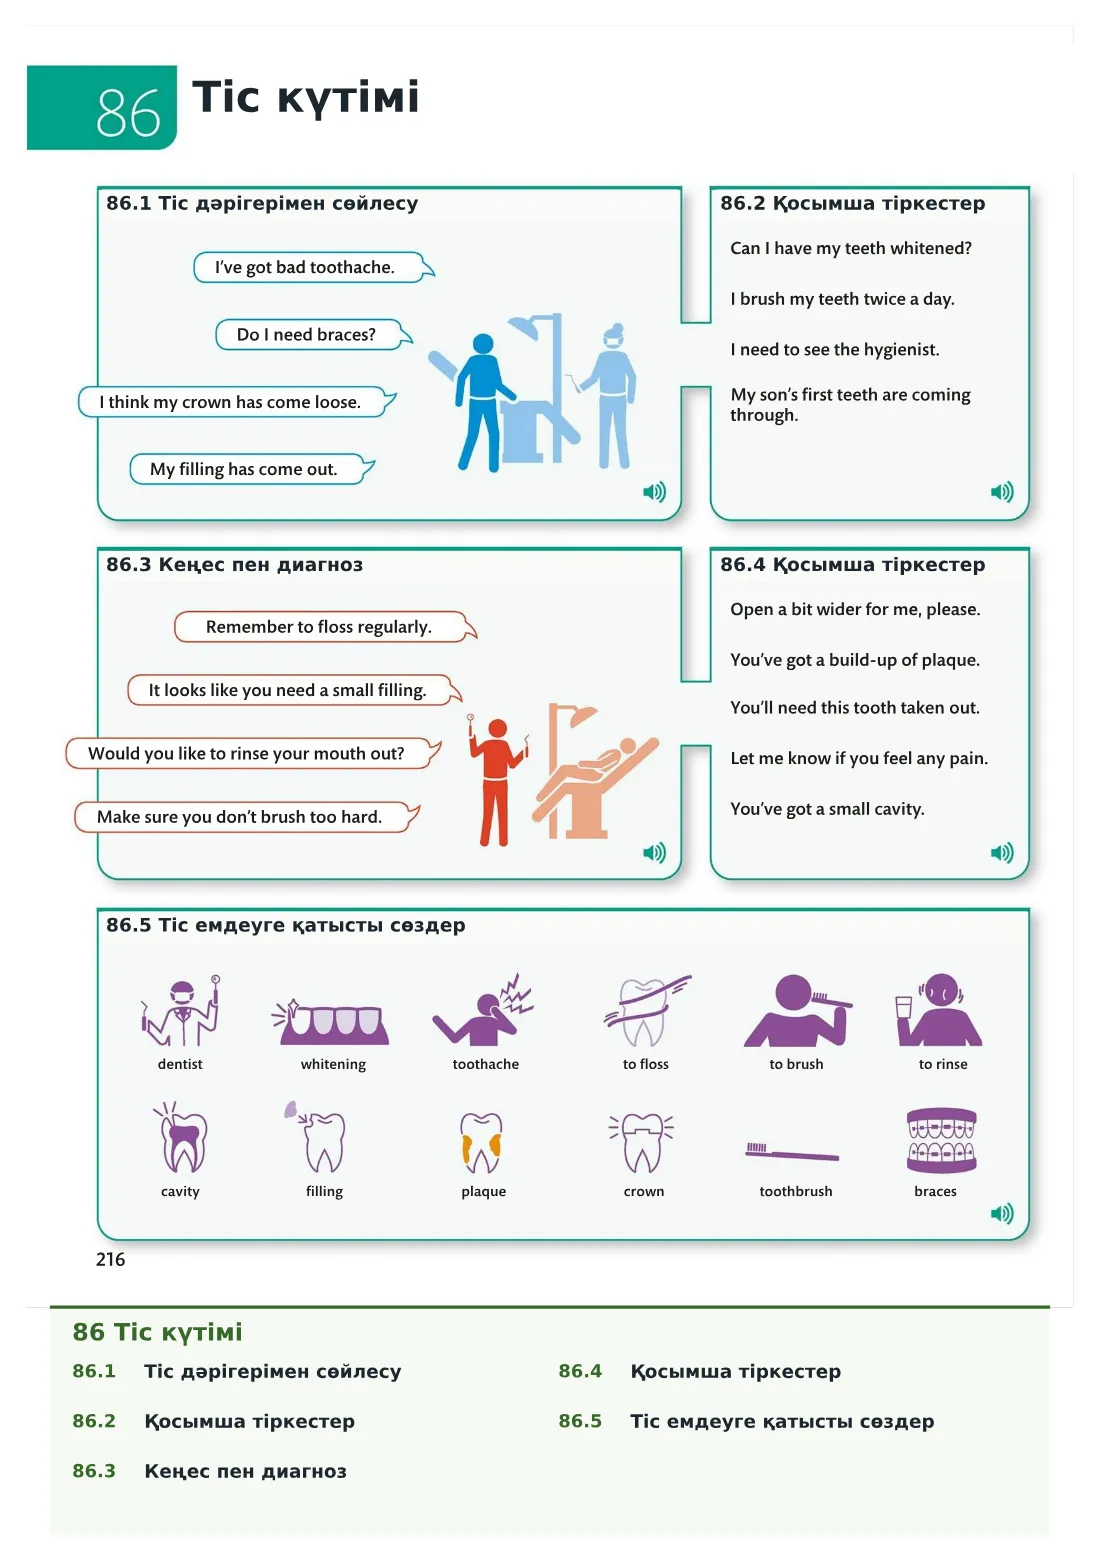 86
Тіс күтімі
86.1 Тіс дәрігерімен сөйлесу
I've got bad toothache.
Do I need braces?
I think my crown has come loose.
My filling has come out.
86.2 Қосымша тіркестер
Can I have my teeth whitened?
I brush my teeth twice a day.
I need to see the hygienist.
My son's first teeth are coming
through.
86.3 Кеңес пен диагноз
Remember to floss regularly.
It looks like you need a small filling.
Would you like to rinse your mouth out?
Make sure you don't brush too hard.
86.4 Қосымша тіркестер
Open a bit wider for me, please.
You've got a build-up of plaque.
You'll need this tooth taken out.
Let me know if you feel any pain.
You've got a small cavity.
86.5 Тіс емдеуге қатысты сөздер
dentist
whitening
toothache
to floss
to brush
to rinse
cavity
filling
plaque
crown
toothbrush
braces
216
86 Тіс күтімі
86.1 Тіс дәрігерімен сөйлесу
86.2 Қосымша тіркестер
86.3 Кеңес пен диагноз
86.4 Қосымша тіркестер
86.5 Тіс емдеуге қатысты сөздер